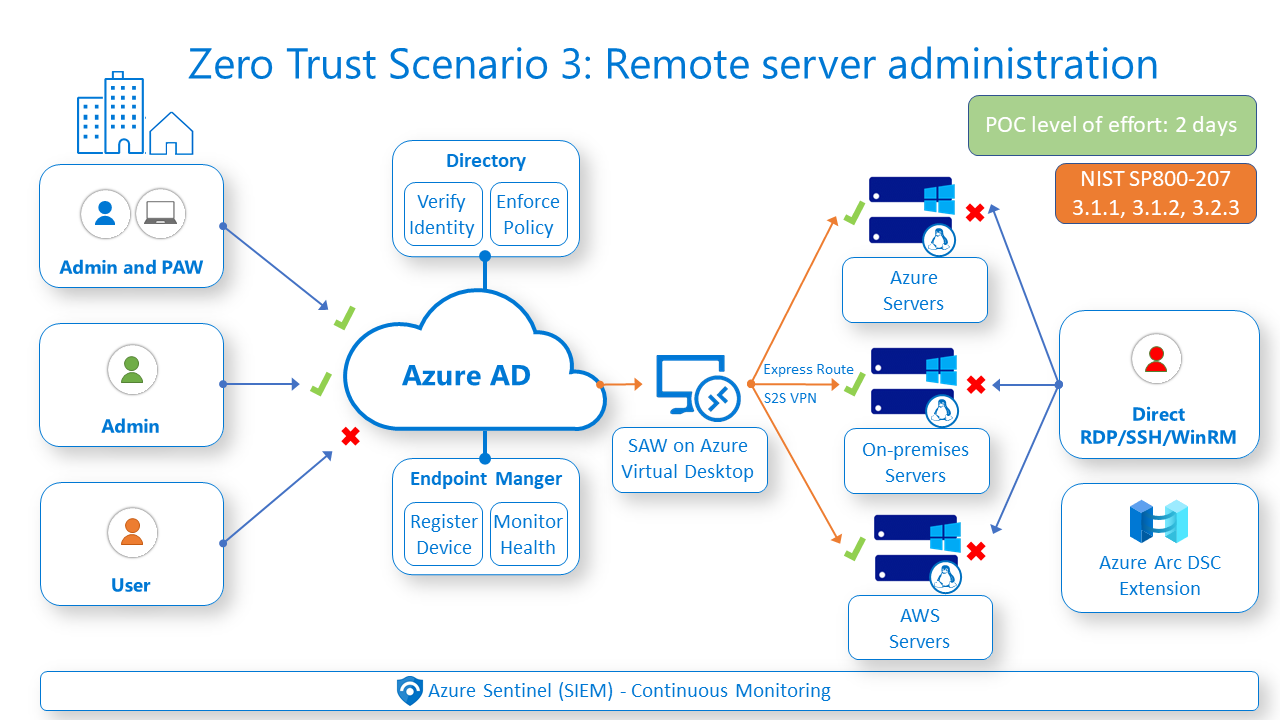 Zero Trust Scenario 3: Remote server administration
POC level of effort: 2 days
NIST SP800-207
3.1.1, 3.1.2, 3.2.3
Admin and PAW
Admin
User
Directory
Verify
Identity
Enforce
Policy
Azure AD
Endpoint Manger
Register
Device
Monitor
Health
SAW on Azure
Virtual Desktop
Express Route
S2S VPN
Azure
Servers
On-premises
Servers
AWS
Servers
Direct
RDP/SSH/WinRM
Azure Arc DSC
Extension
Azure Sentinel (SIEM) - Continuous Monitoring